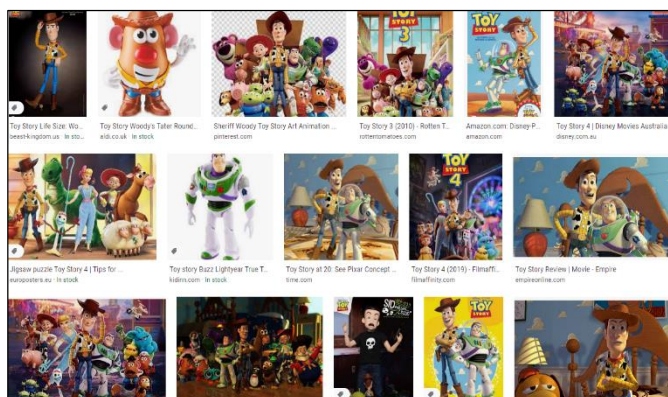 TOY
STORY
3
TOY
STORY
Toy Story Life Size: Wo...
beast-kingdom.us · In sto...
Toy Story Woody's Tater Round...
aidi.co.uk · In stock
Sheriff Woody Toy Story Art Animation ...
pinterest.com
Toy Story 3 (2010) - Rotten T...
rottentomatoes.com
Amazon.com: Disney-P...
amazon.com
Toy Story 4 | Disney Movies Australia
disney.com.au
TOY
STORY
4
Jigsaw puzzle Toy Story 4 | Tips for ...
europosters.eu · In stock
Toy story Buzz Lightyear True T...
kidinn.com · In stock
Toy Story at 20: See Pixar Concept ...
time.com
Toy Story 4 (2019) - Filmaffi...
filmaffinity.com
Toy Story Review | Movie - Empire
empireonline.com
SID
TOY
STORY